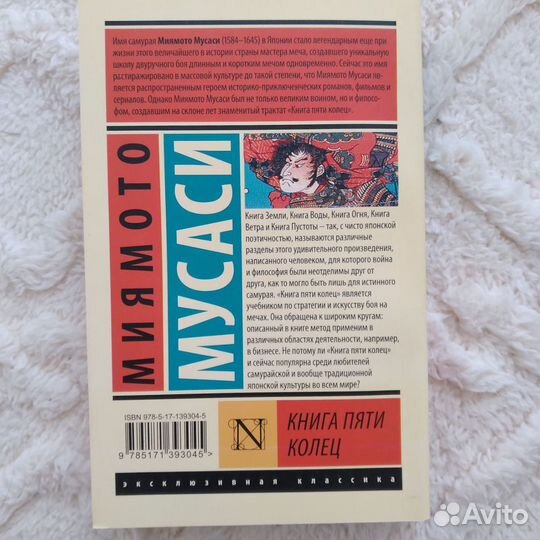 Имя самурая Миямото Мусаси (1584–1645) в Японии стало легендарным еще при
жизни этого величайшего в истории страны мастера меча, создавшего уникальную
школы двуручного боя длинным и коротким мечом одновременно. Сейчас это имя
растиражировано в массовой культуре до такой степени, что Миямото Мусаси яв-
ляется распространенным героем историко-приключенческих романов, фильмов и
сериалов. Однако Миямото Мусаси был не только великим воином, но и филосо-
фом, создавшим на склоне лет знаменитый трактат «Книга пяти колец».
МИЯМОТО
МУСАСИ
Книга Земли, Книга Воды, Книга Огня, Книга
Ветра и Книга Пустоты – так, с чисто японской
поэтичностью, называются различные
разделы этого удивительного произведения,
написанного человеком, для которого война
и философия были неотделимы друг от
друга, как то могло быть лишь для истинного
самурая. «Книга пяти колец» является
учебником по стратегии и искусству боя на
мечах. Она обращена к широким кругам:
описанный в книге метод применим в
различных областях деятельности, например,
в бизнесе. Не потому ли «Книга пяти колец»
и сейчас популярна среди любителей
самурайской и вообще традиционной
японской культуры во всем мире?
ISBN 978-5-17-139304-5
9 785171 393045 >
N
КНИГА ПЯТИ
КОЛЕЦ
эксклюзивная классика
Avito